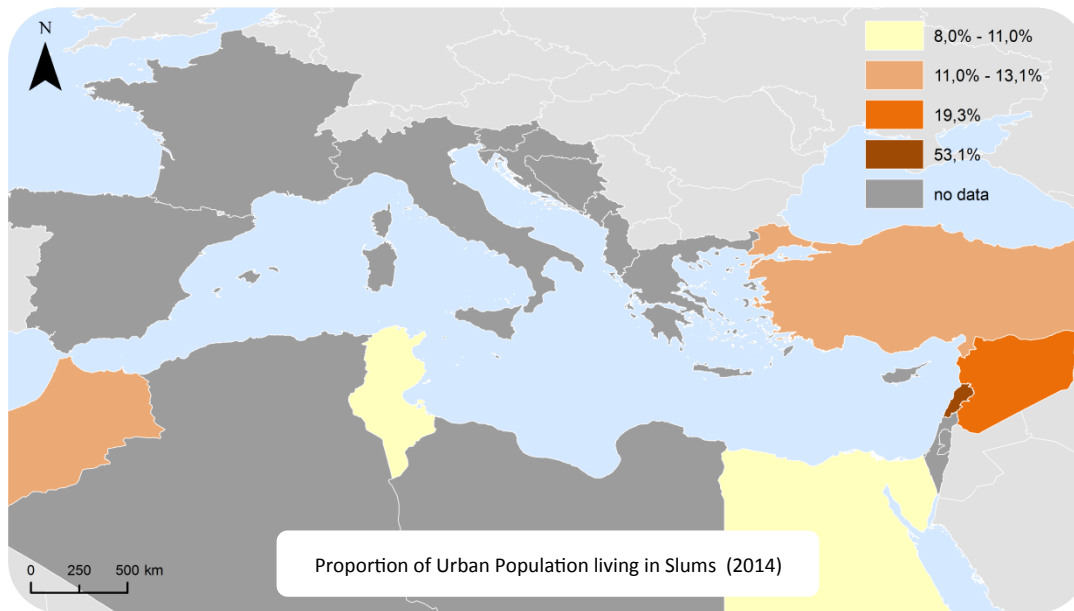 N
8,0% - 11,0%
11,0% - 13,1%
19,3%
53,1%
no data
0 250 500 km
Proportion of Urban Population living in Slums (2014)